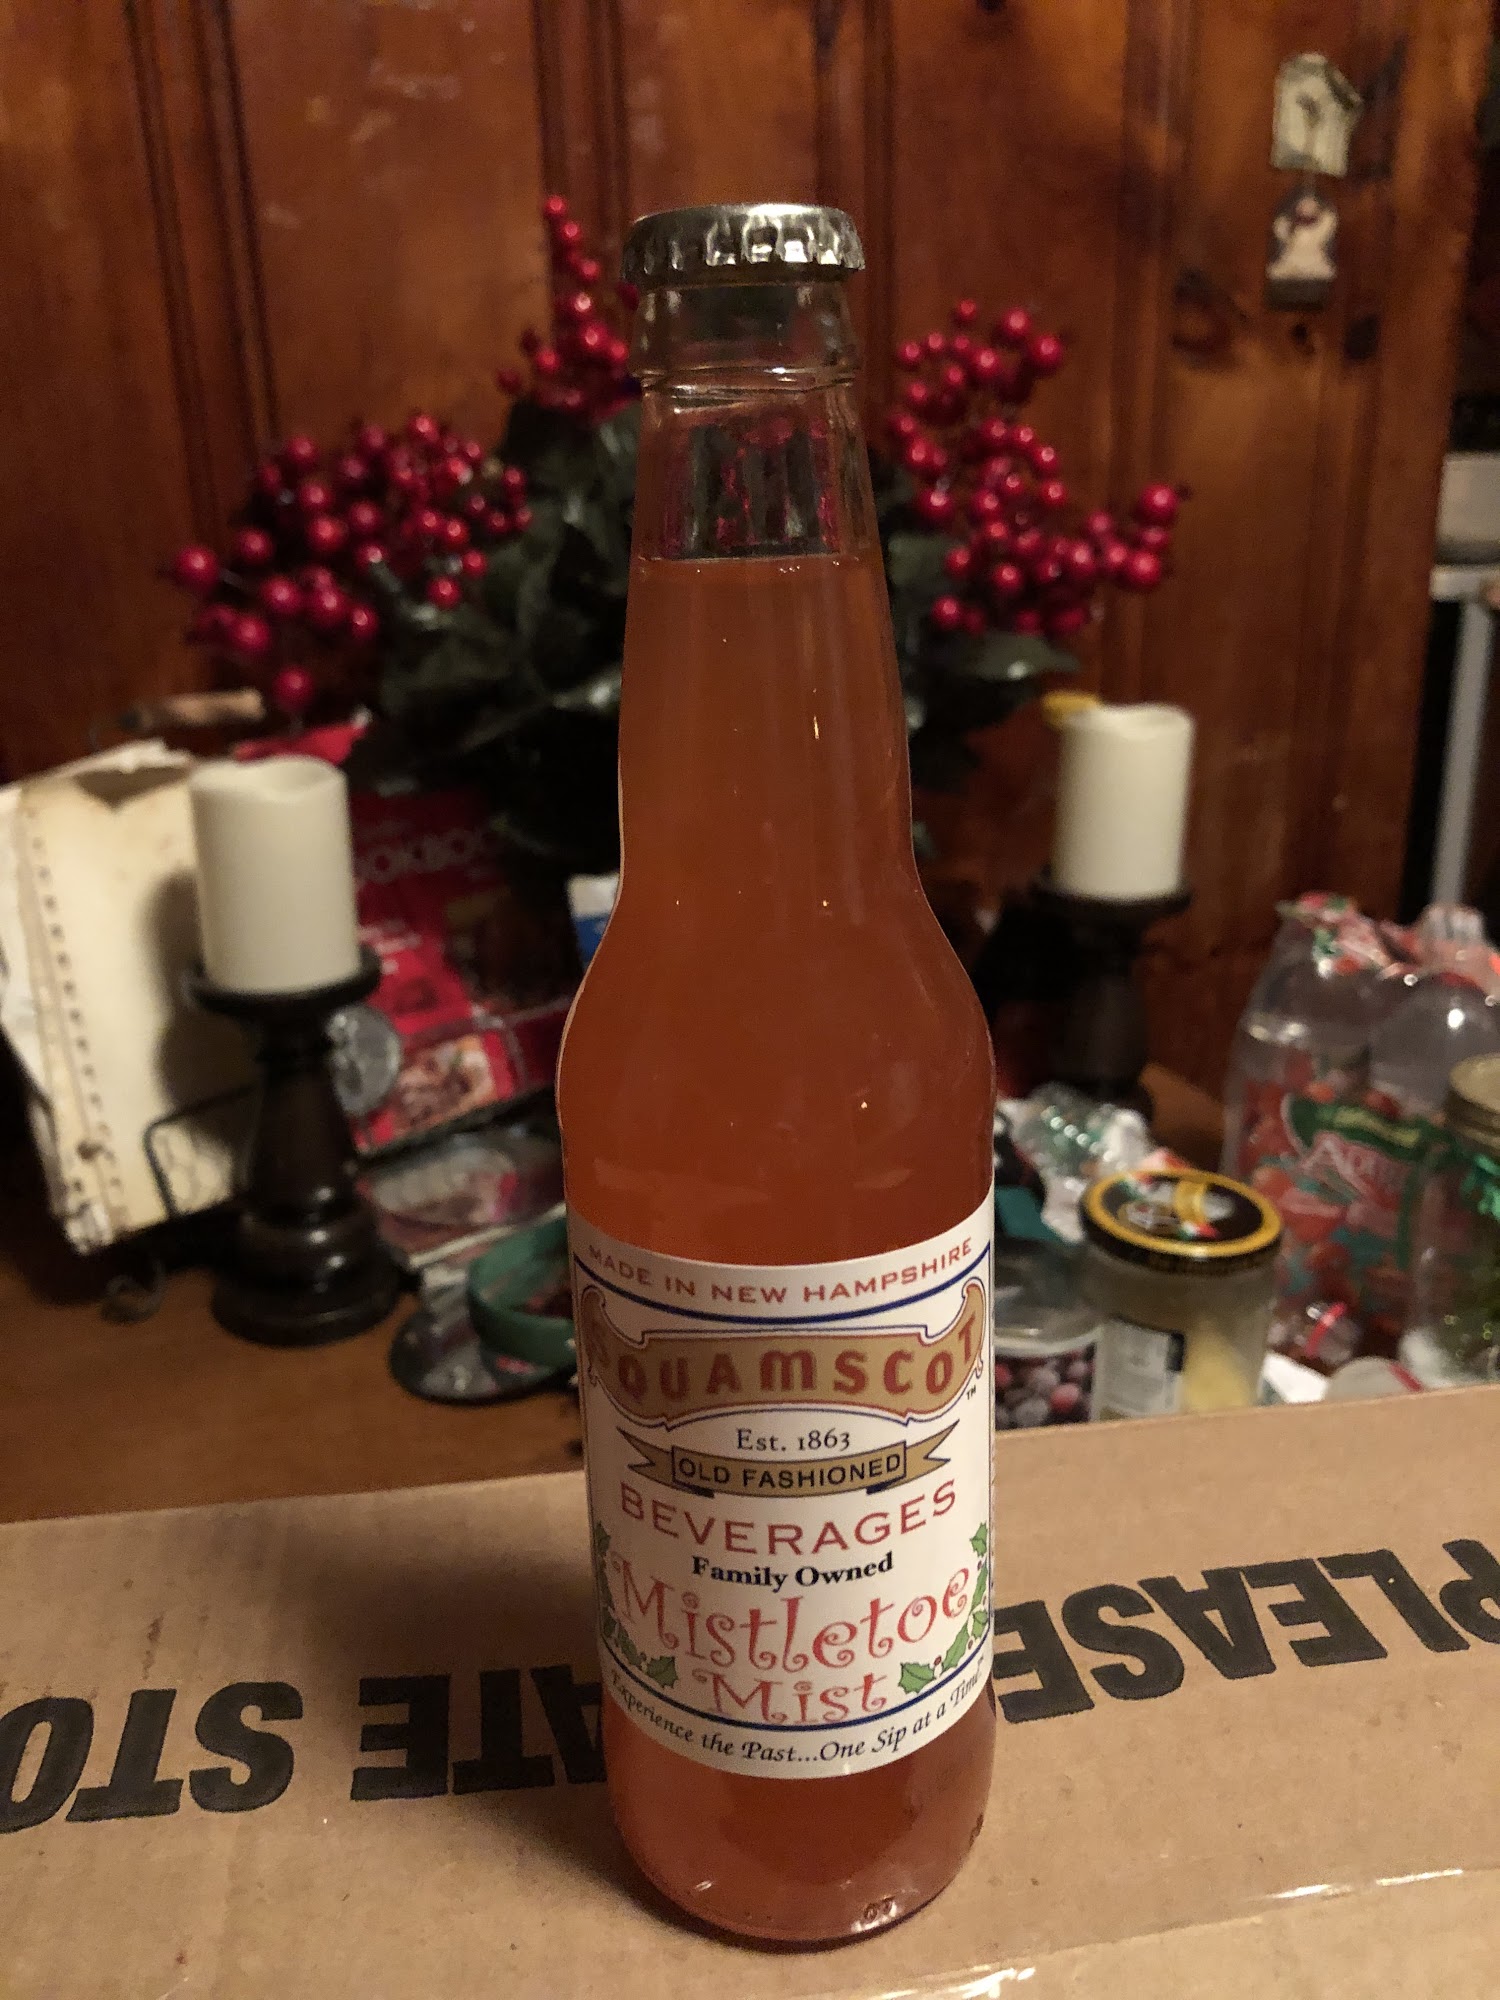 MADE IN NEW HAMPSHIRE
SQUAMSCOT
TM
Est. 1863
OLD FASHIONED
BEVERAGES
Family Owned
Mistletoe
Mist
"Experience the Past...One Sip at a Time"
PLEASE
STO